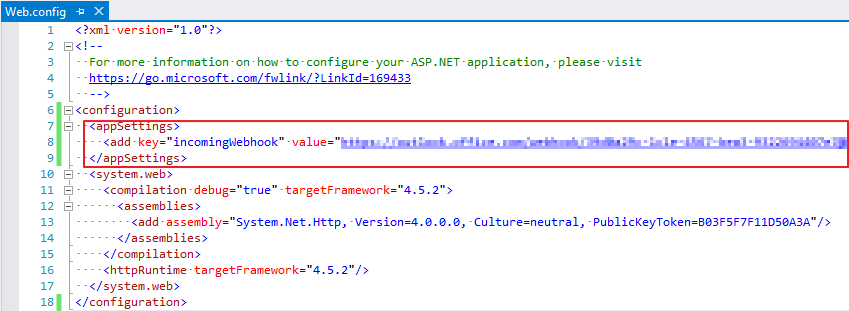 Web.config
1 <?xml version="1.0"?>
2 <!--
3 For more information on how to configure your ASP.NET application, please visit
4 https://go.microsoft.com/fwlink/?LinkId=169433
5 -->
6 <configuration>
7 <appSettings>
8 <add key="incomingWebhook" value="
9 </appSettings>
10 <system.web>
11 <compilation debug="true" targetFramework="4.5.2">
12 <assemblies>
13 <add assembly="System.Net.Http, Version=4.0.0.0, Culture=neutral, PublicKeyToken=B03F5F7F11D50A3A"/>
14 </assemblies>
15 </compilation>
16 <httpRuntime targetFramework="4.5.2"/>
17 </system.web>
18 </configuration>